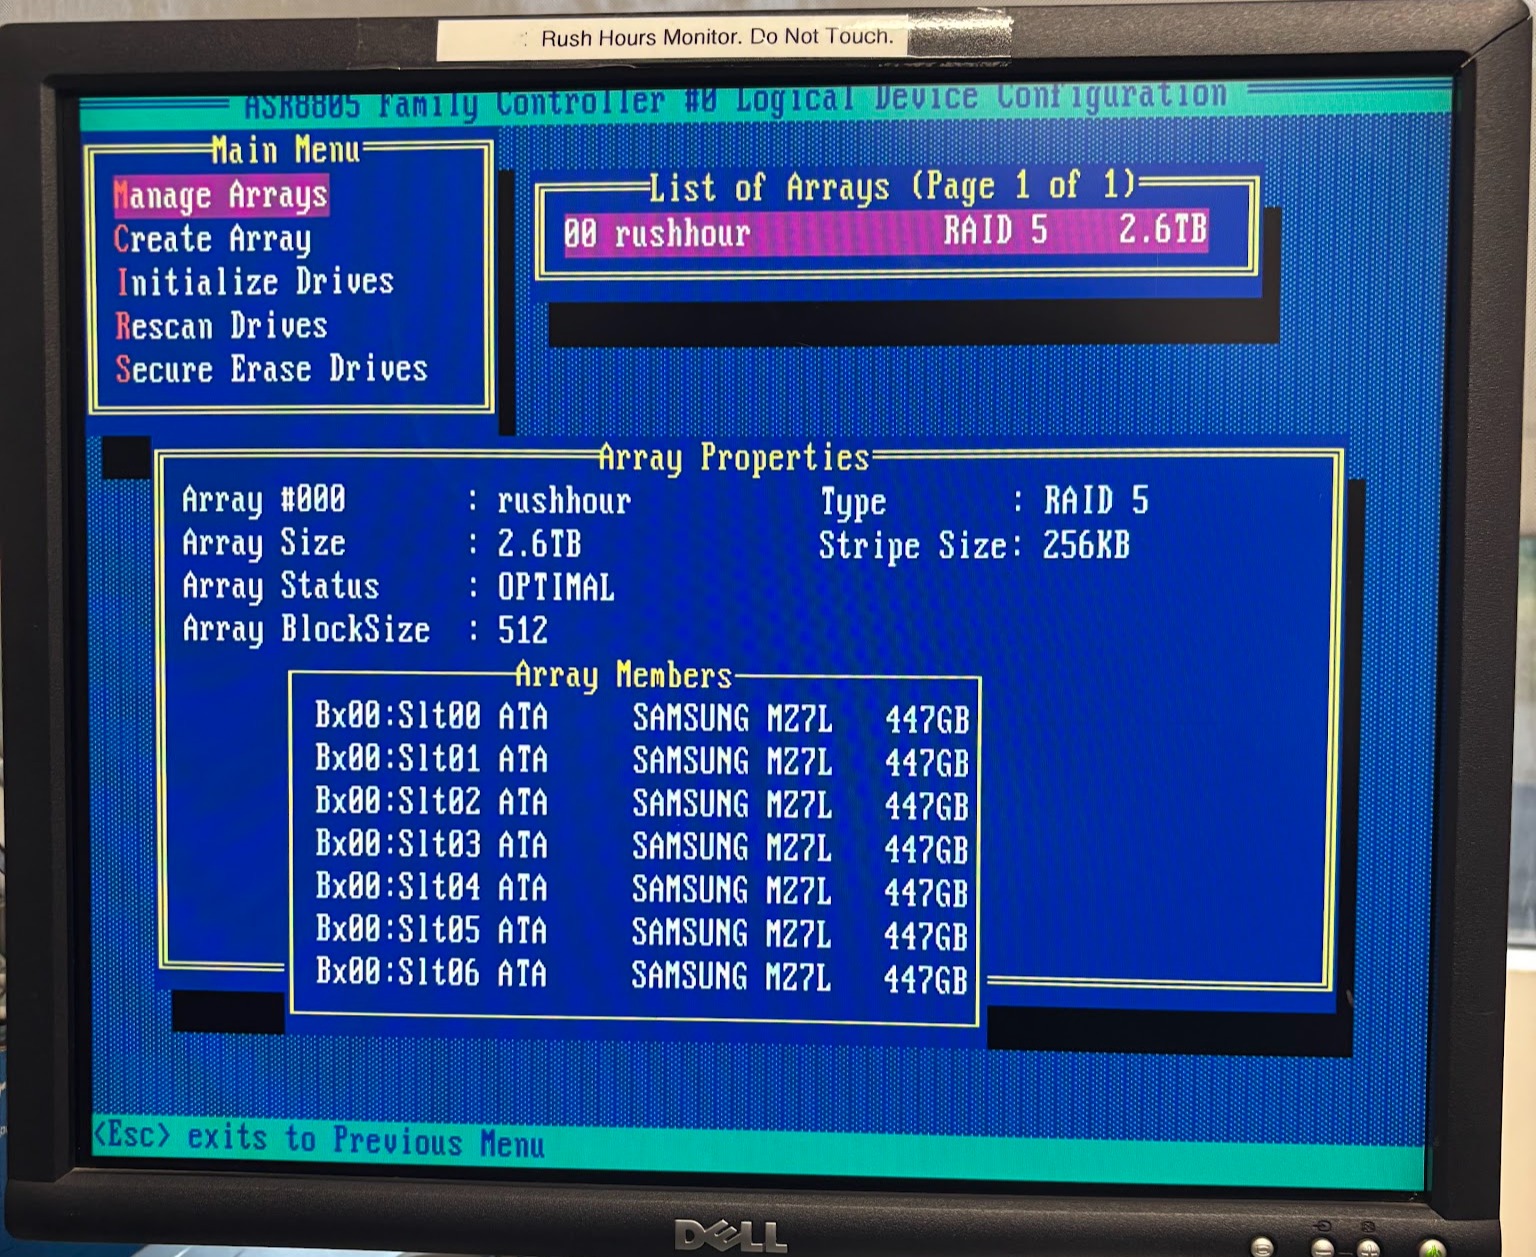 Rush Hours Monitor. Do Not Touch.
ASR8805 Family Controller #0 Logical Device Configuration
Main Menu
Manage Arrays
Create Array
Initialize Drives
Rescan Drives
Secure Erase Drives
List of Arrays (Page 1 of 1)
00 rushhour RAID 5 2.6TB
Array Properties
Array #000 : rushhour Type : RAID 5
Array Size : 2.6TB Stripe Size: 256KB
Array Status : OPTIMAL
Array BlockSize : 512
Array Members
Bx00:Slt00 ATA SAMSUNG MZ7L 447GB
Bx00:Slt01 ATA SAMSUNG MZ7L 447GB
Bx00:Slt02 ATA SAMSUNG MZ7L 447GB
Bx00:Slt03 ATA SAMSUNG MZ7L 447GB
Bx00:Slt04 ATA SAMSUNG MZ7L 447GB
Bx00:Slt05 ATA SAMSUNG MZ7L 447GB
Bx00:Slt06 ATA SAMSUNG MZ7L 447GB
<Esc> exits to Previous Menu
DELL